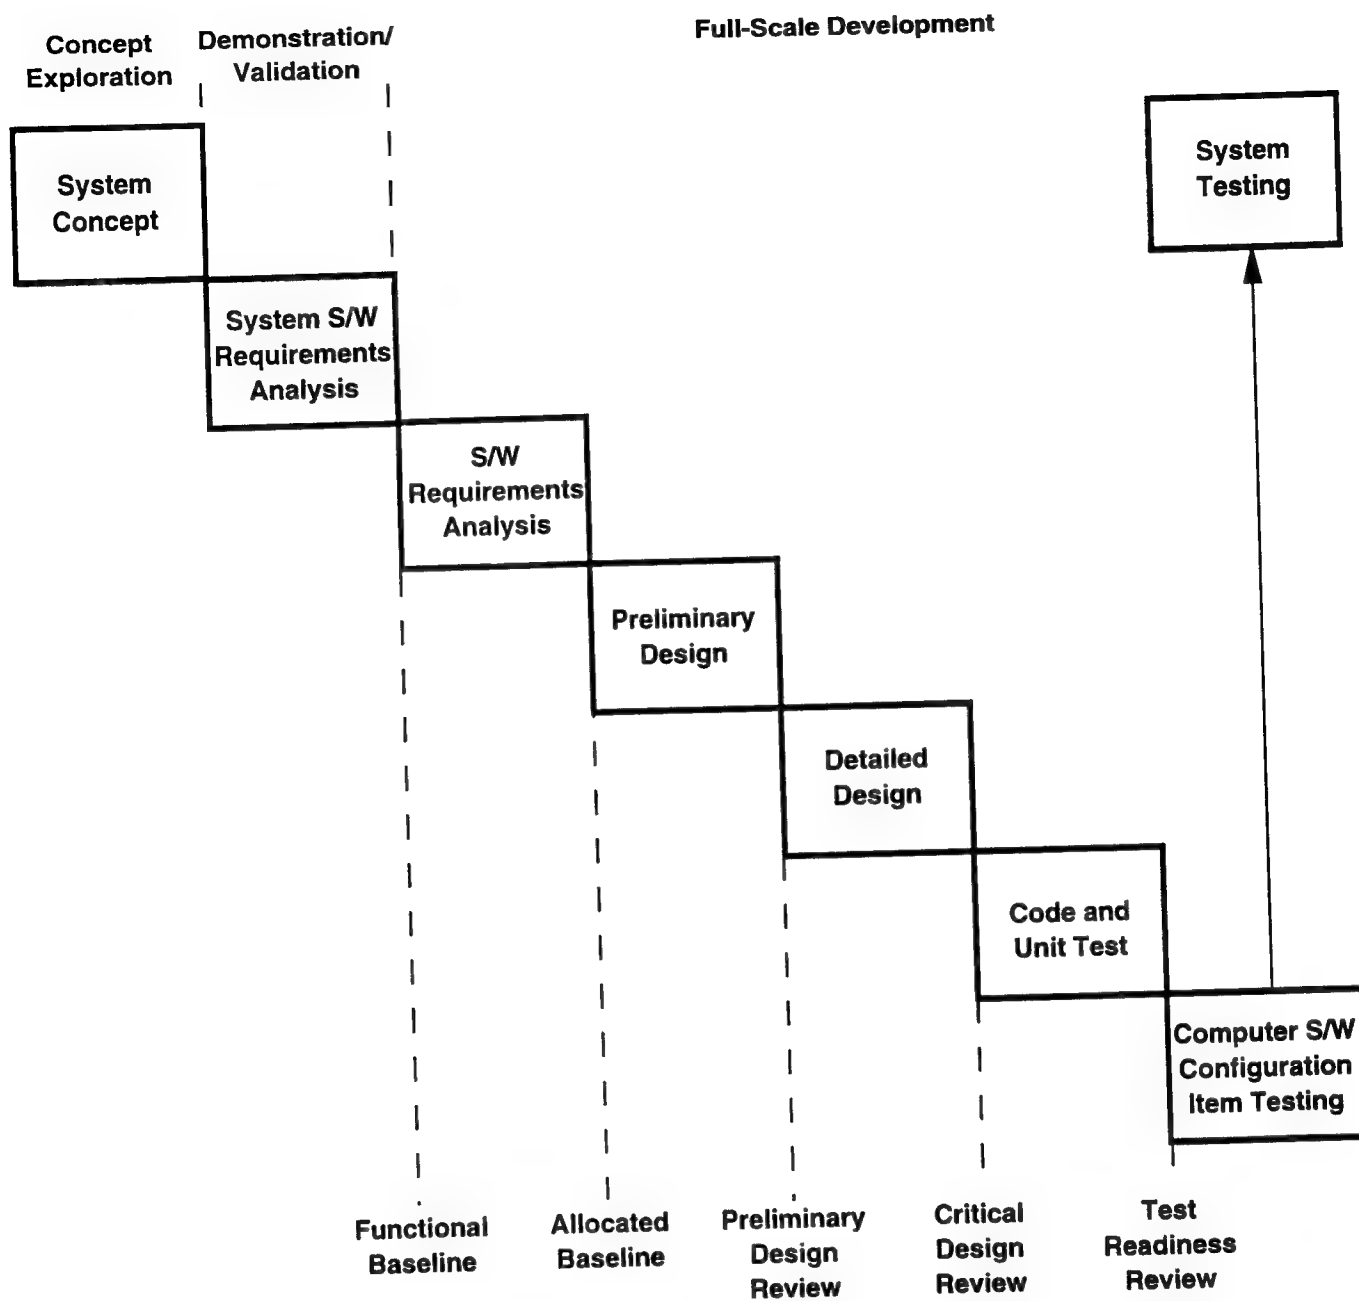 Concept
Exploration
Demonstration/
Validation
Full-Scale Development
System
Concept
System
Testing
System S/W
Requirements
Analysis
S/W
Requirements
Analysis
Preliminary
Design
Detailed
Design
Code and
Unit Test
Computer S/W
Configuration
Item Testing
Functional
Baseline
Allocated
Baseline
Preliminary
Design
Review
Critical
Design
Review
Test
Readiness
Review